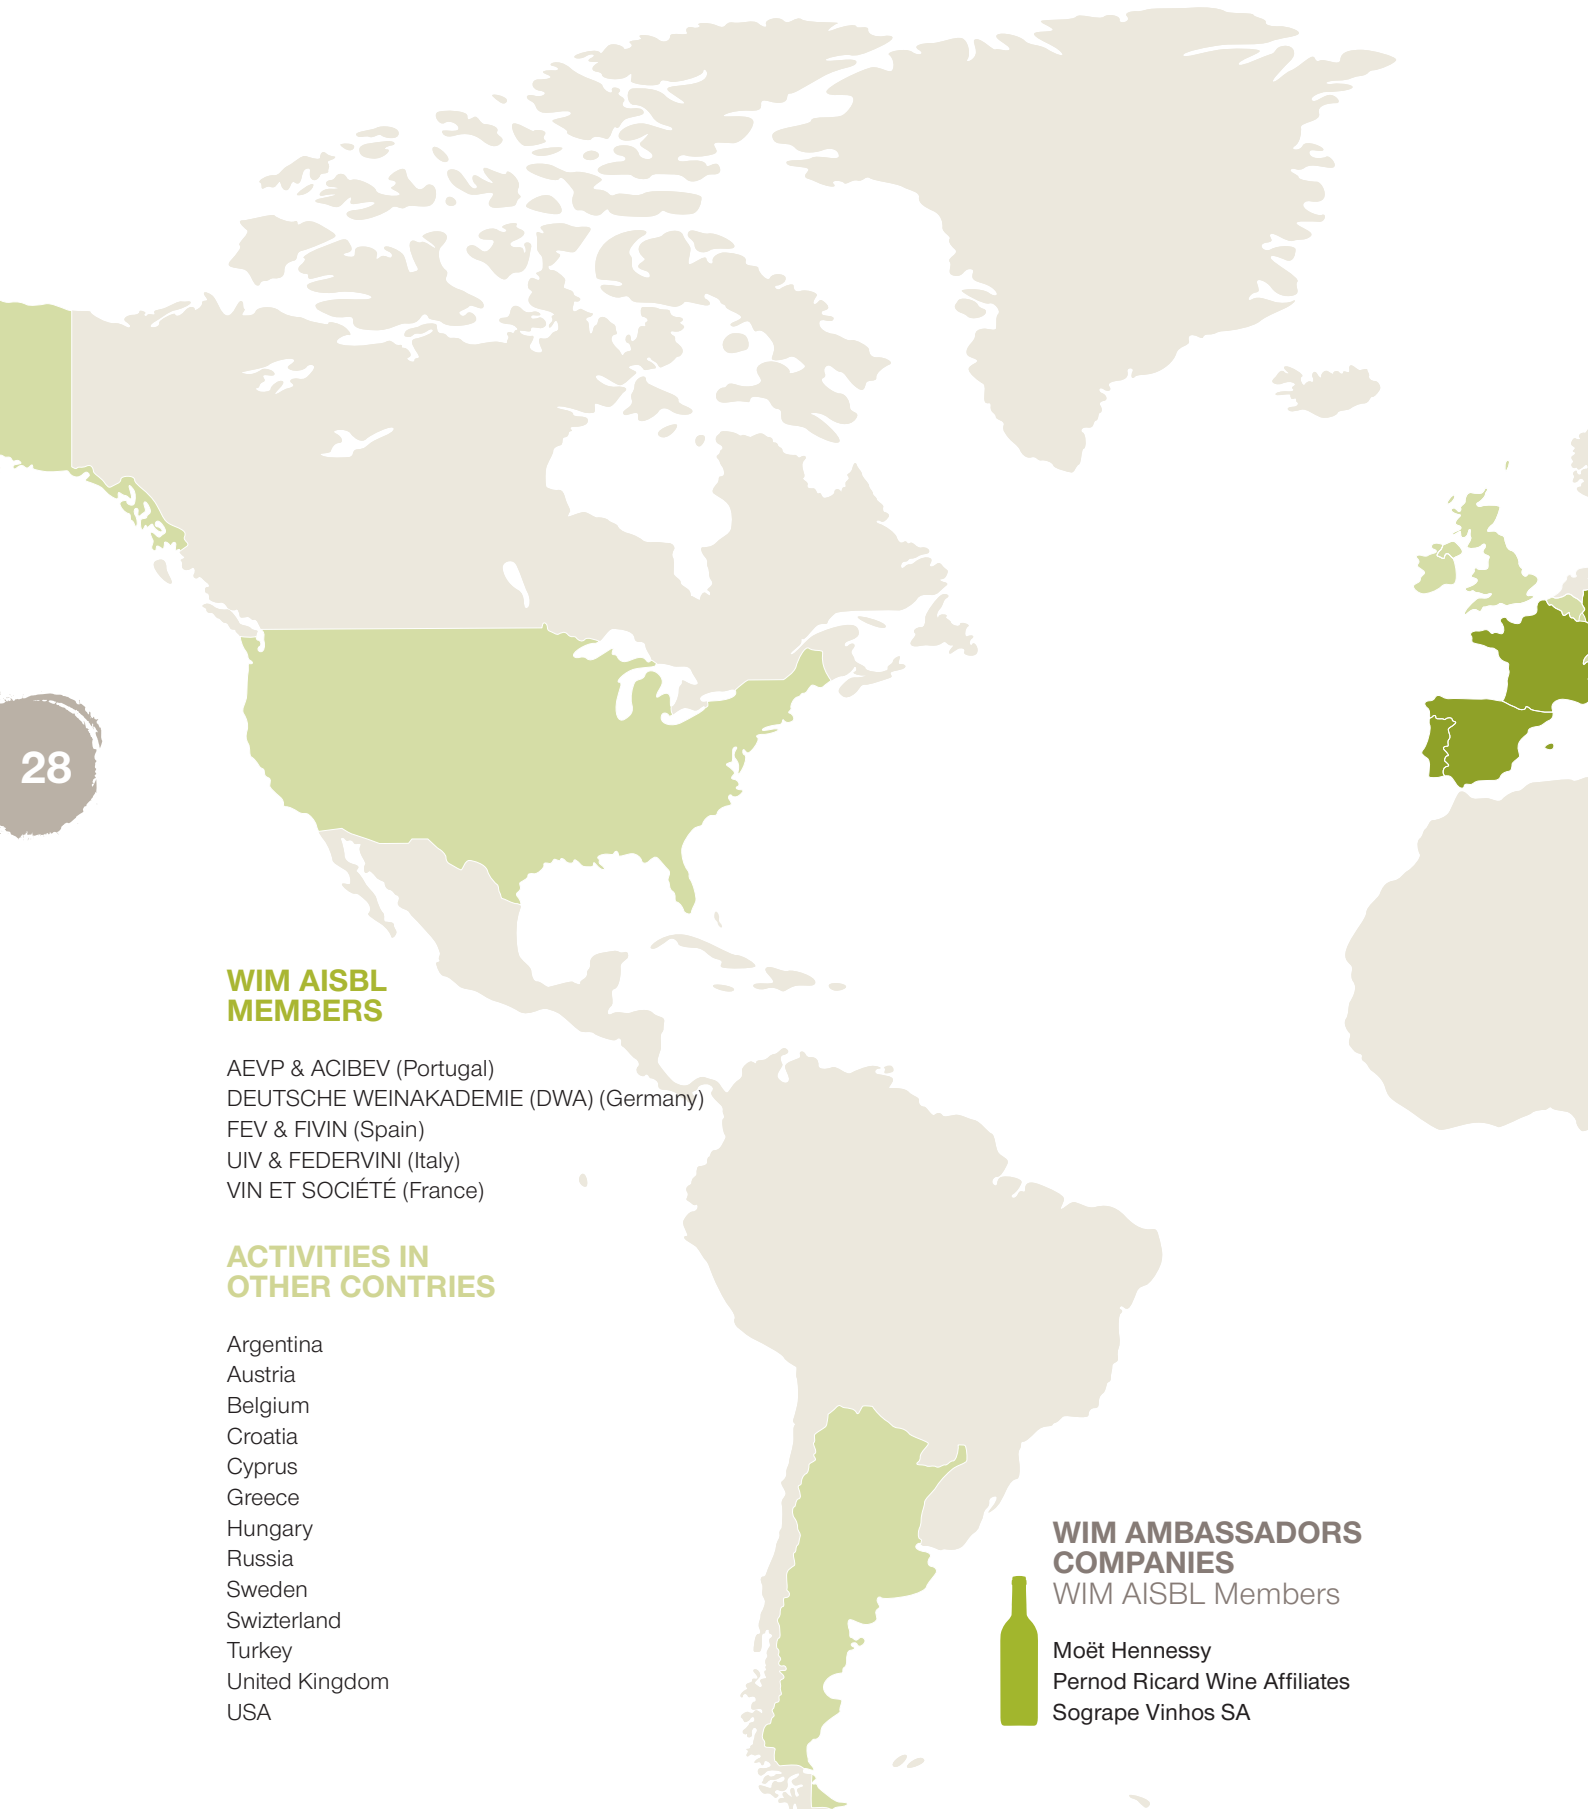 28
WIM AISBL
MEMBERS
AEVP & ACIBEV (Portugal)
DEUTSCHE WEINAKADEMIE (DWA) (Germany)
FEV & FIVIN (Spain)
UIV & FEDERVINI (Italy)
VIN ET SOCIÉTÉ (France)
ACTIVITIES IN
OTHER CONTRIES
Argentina
Austria
Belgium
Croatia
Cyprus
Greece
Hungary
Russia
Sweden
Swizterland
Turkey
United Kingdom
USA
WIM AMBASSADORS
COMPANIES
WIM AISBL Members
Moët Hennessy
Pernod Ricard Wine Affiliates
Sogrape Vinhos SA